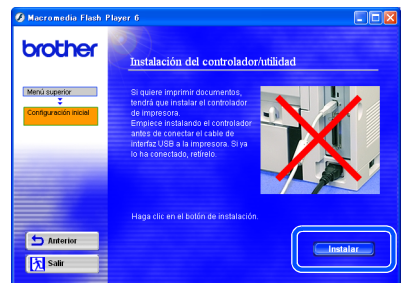 Macromedia Flash Player 6
brother
Instalación del controlador/utilidad
Menú superior
Configuración inicial
Si quiere imprimir documentos,
tendrá que instalar el controlador
de impresora.
Empiece instalando el controlador
antes de conectar el cable de
interfaz USB a la impresora. Si ya
lo ha conectado, retírelo.
Haga clic en el botón de instalación.
Anterior
Salir
Instalar